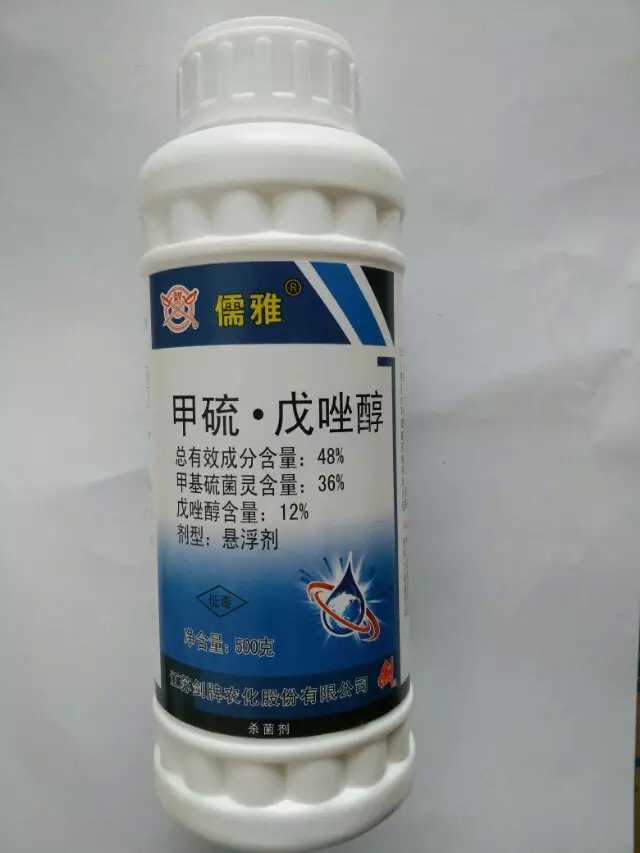 儒雅®
甲硫·戊唑醇
总有效成分含量：48%
甲基硫菌灵含量：36%
戊唑醇含量：12%
剂型：悬浮剂
低毒
净含量：500克
江苏剑牌农化股份有限公司
杀菌剂